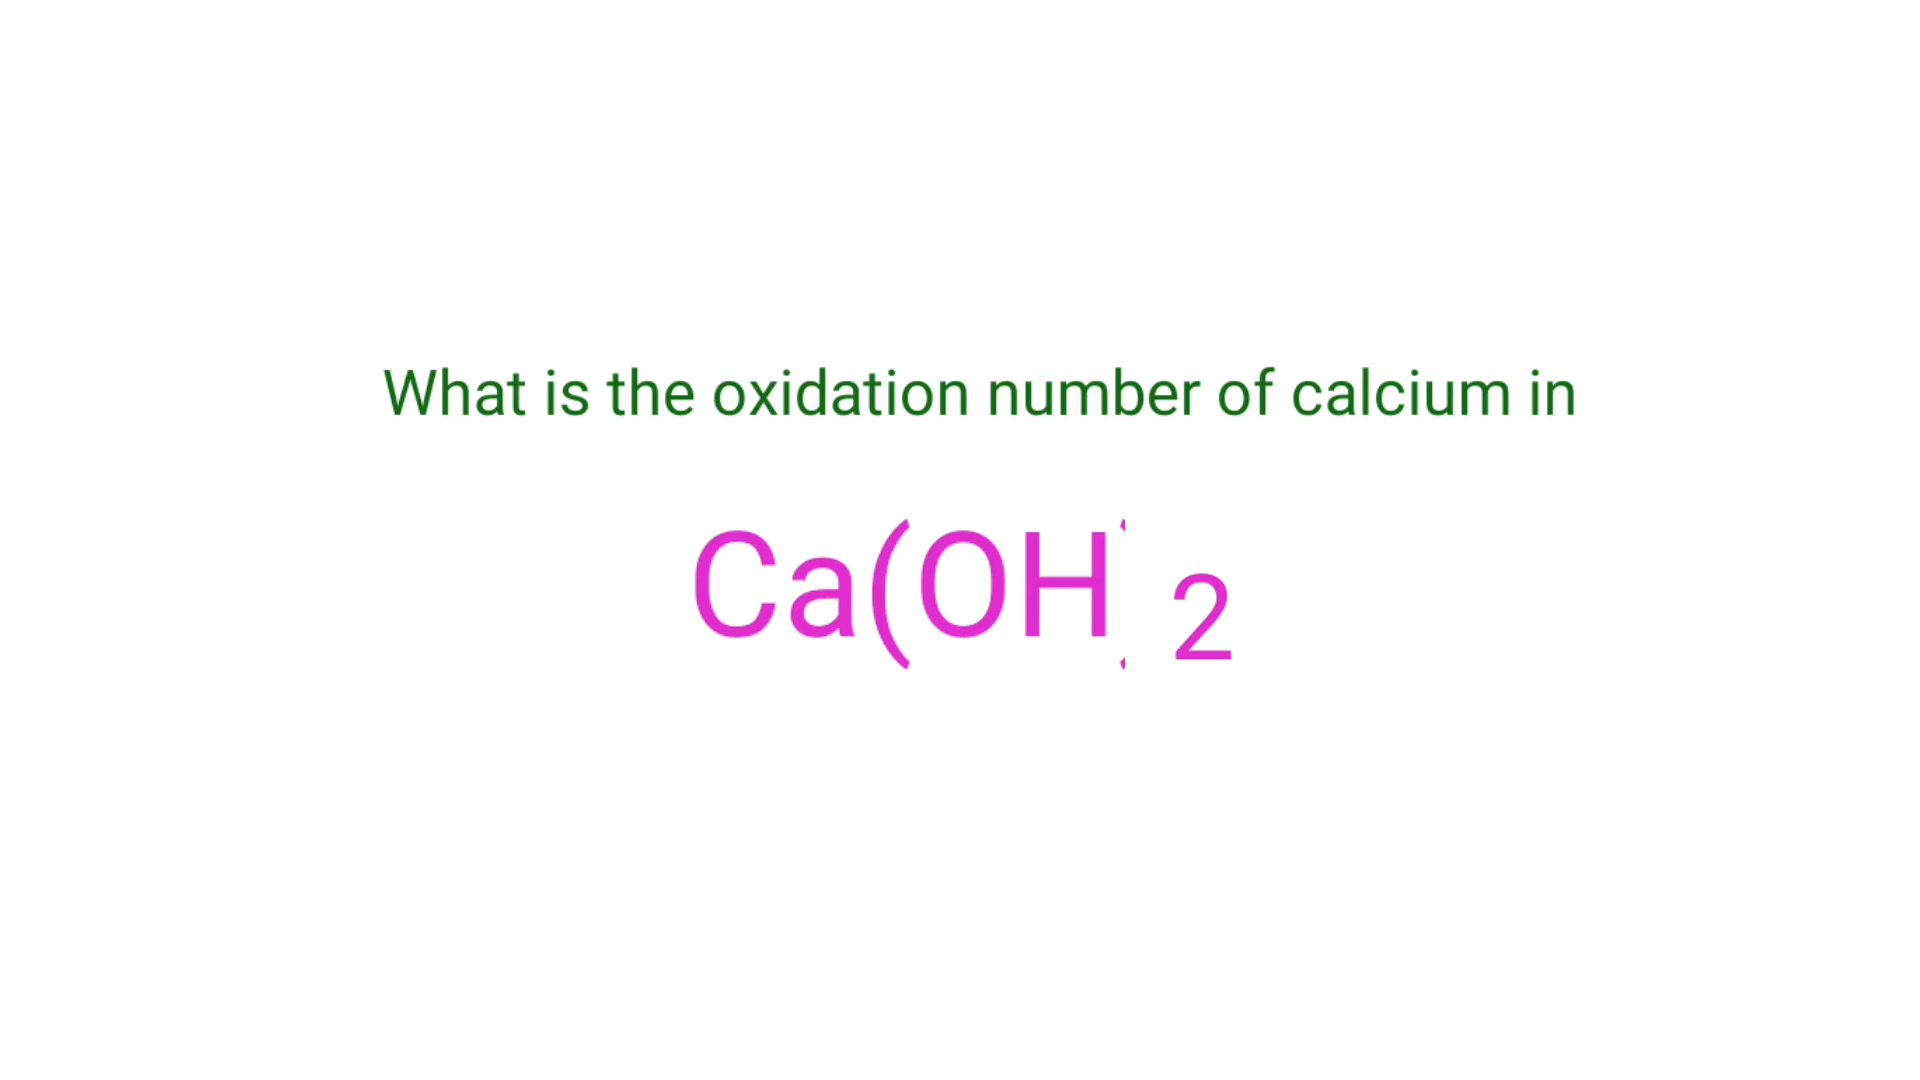 What is the oxidation number of calcium in
Ca(OH) 2